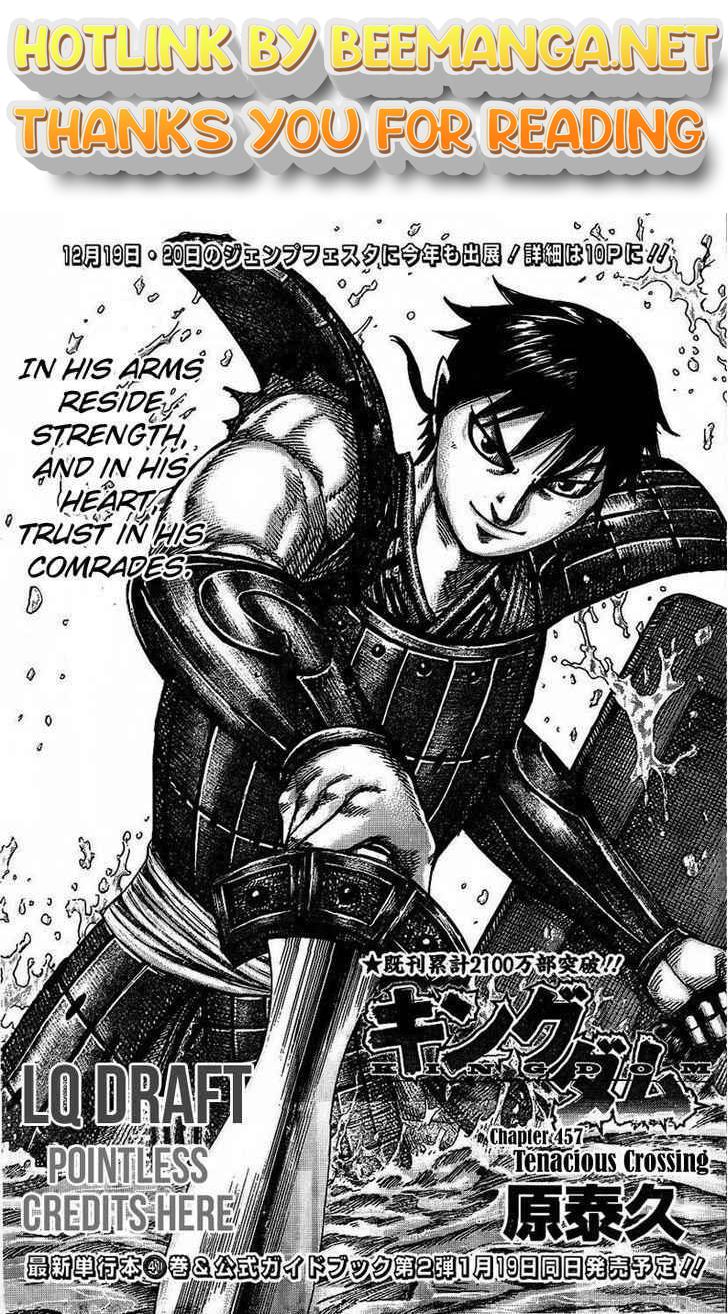 HOTLINK BY BEEMANGA.NET
THANKS YOU FOR READING
12月19日・20日のジャンプフェスタに今年も出展!詳細は10Pに!!
IN HIS ARMS
RESIDE
STRENGTH,
AND IN HIS
HEART,
TRUST IN HIS
COMRADES.
★既刊累計2100万部突破!!
キングダム
KINGDOM
Chapter 457
Tenacious Crossing
原泰久
LQ DRAFT
POINTLESS
CREDITS HERE
最新単行本巻&公式ガイドブック第2弾1月19日同日発売予定!!